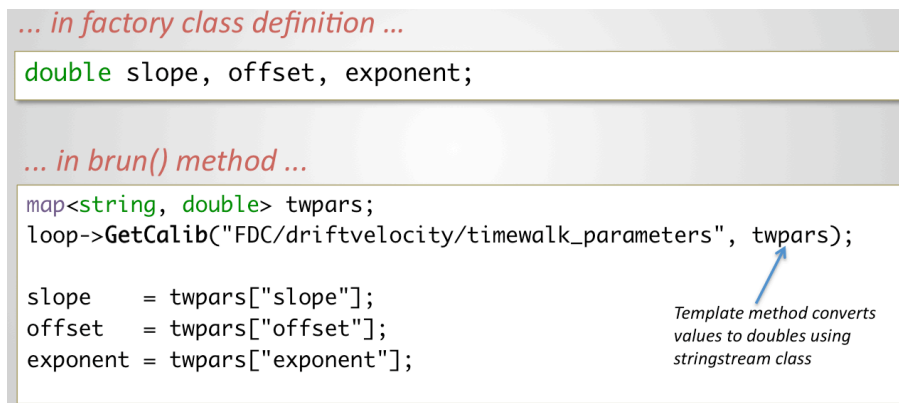 ... in factory class definition ...
double slope, offset, exponent;
... in brun() method ...
map<string, double> twpars;
loop->GetCalib("FDC/driftvelocity/timewalk_parameters", twpars);
slope    = twpars["slope"];
offset   = twpars["offset"];
exponent = twpars["exponent"];
Template method converts
values to doubles using
stringstream class